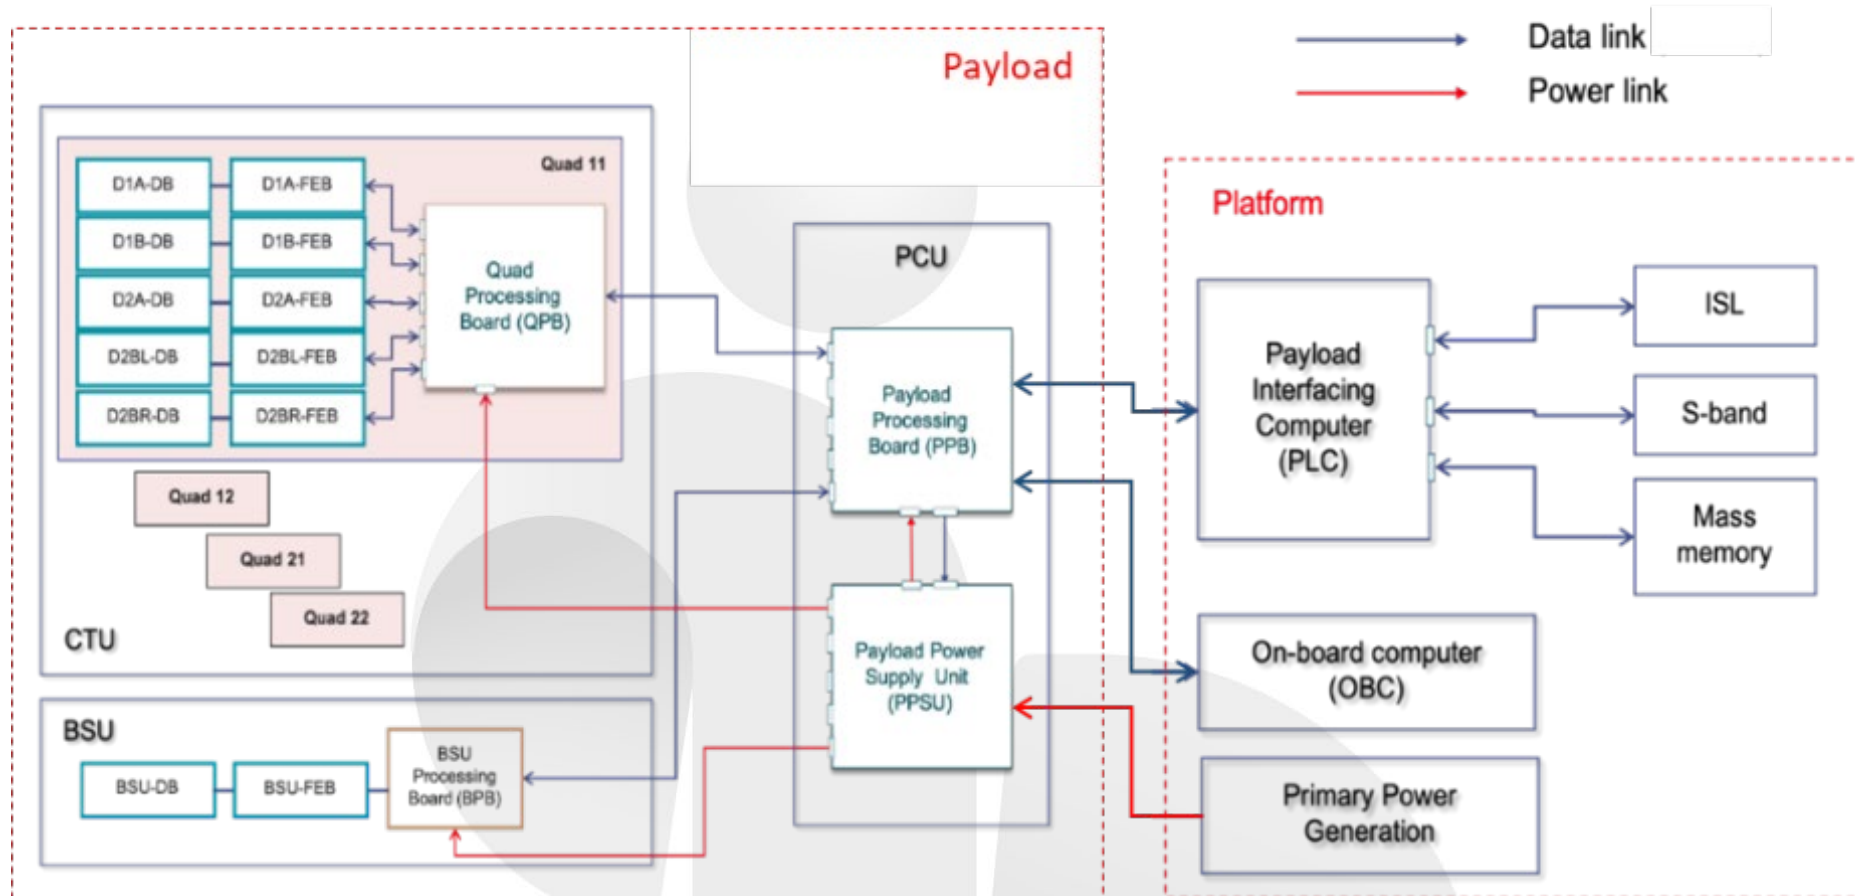 Payload
Data link
Power link
Quad 11
D1A-DB
D1A-FEB
D1B-DB
D1B-FEB
D2A-DB
D2A-FEB
D2BL-DB
D2BL-FEB
D2BR-DB
D2BR-FEB
Quad
Processing
Board (QPB)
Quad 12
Quad 21
Quad 22
CTU
BSU
BSU-DB
BSU-FEB
BSU
Processing
Board (BPB)
PCU
Payload
Processing
Board (PPB)
Payload Power
Supply Unit
(PPSU)
Platform
Payload
Interfacing
Computer
(PLC)
ISL
S-band
Mass
memory
On-board computer
(OBC)
Primary Power
Generation